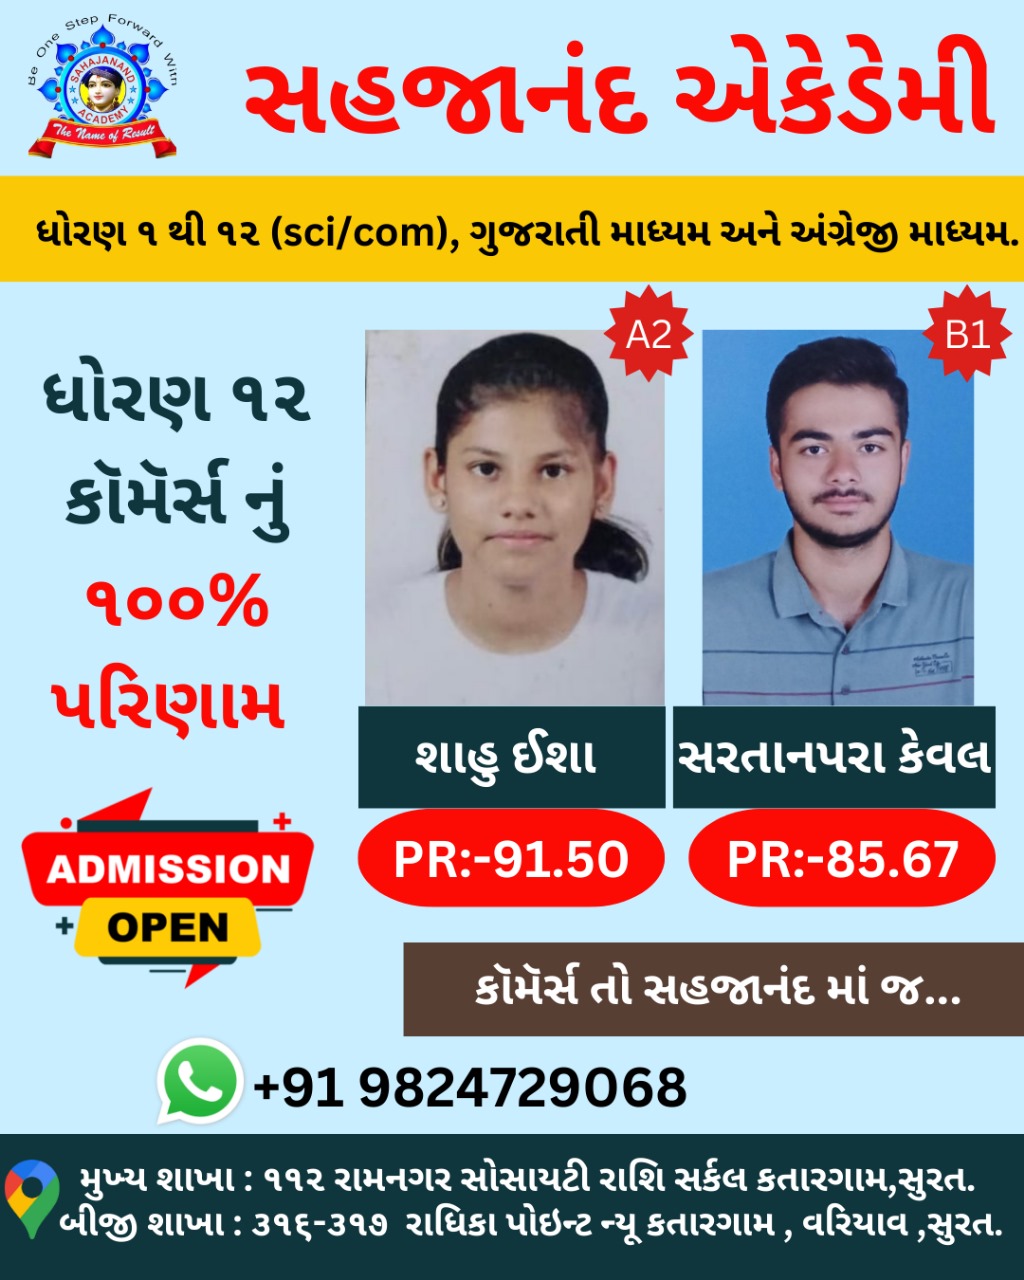 Be One Step Forward With
SAHAJANAND
ACADEMY
The Name of Result
સહજાનંદ એકેડેમી
ધોરણ ૧ થી ૧૨ (sci/com), ગુજરાતી માધ્યમ અને અંગ્રેજી માધ્યમ.
ધોરણ ૧૨
કૉમૅર્સ નું
૧૦૦%
પરિણામ
A2
B1
શાહુ ઈશા
સરતાનપરા કેવલ
PR:-91.50
PR:-85.67
ADMISSION
OPEN
કૉમૅર્સ તો સહજાનંદ માં જ...
+91 9824729068
મુખ્ય શાખા : ૧૧૨ રામનગર સોસાયટી રાશિ સર્કલ કતારગામ,સુરત.
બીજી શાખા : ૩૧૬-૩૧૭ રાધિકા પોઇન્ટ ન્યૂ કતારગામ , વરિયાવ ,સુરત.